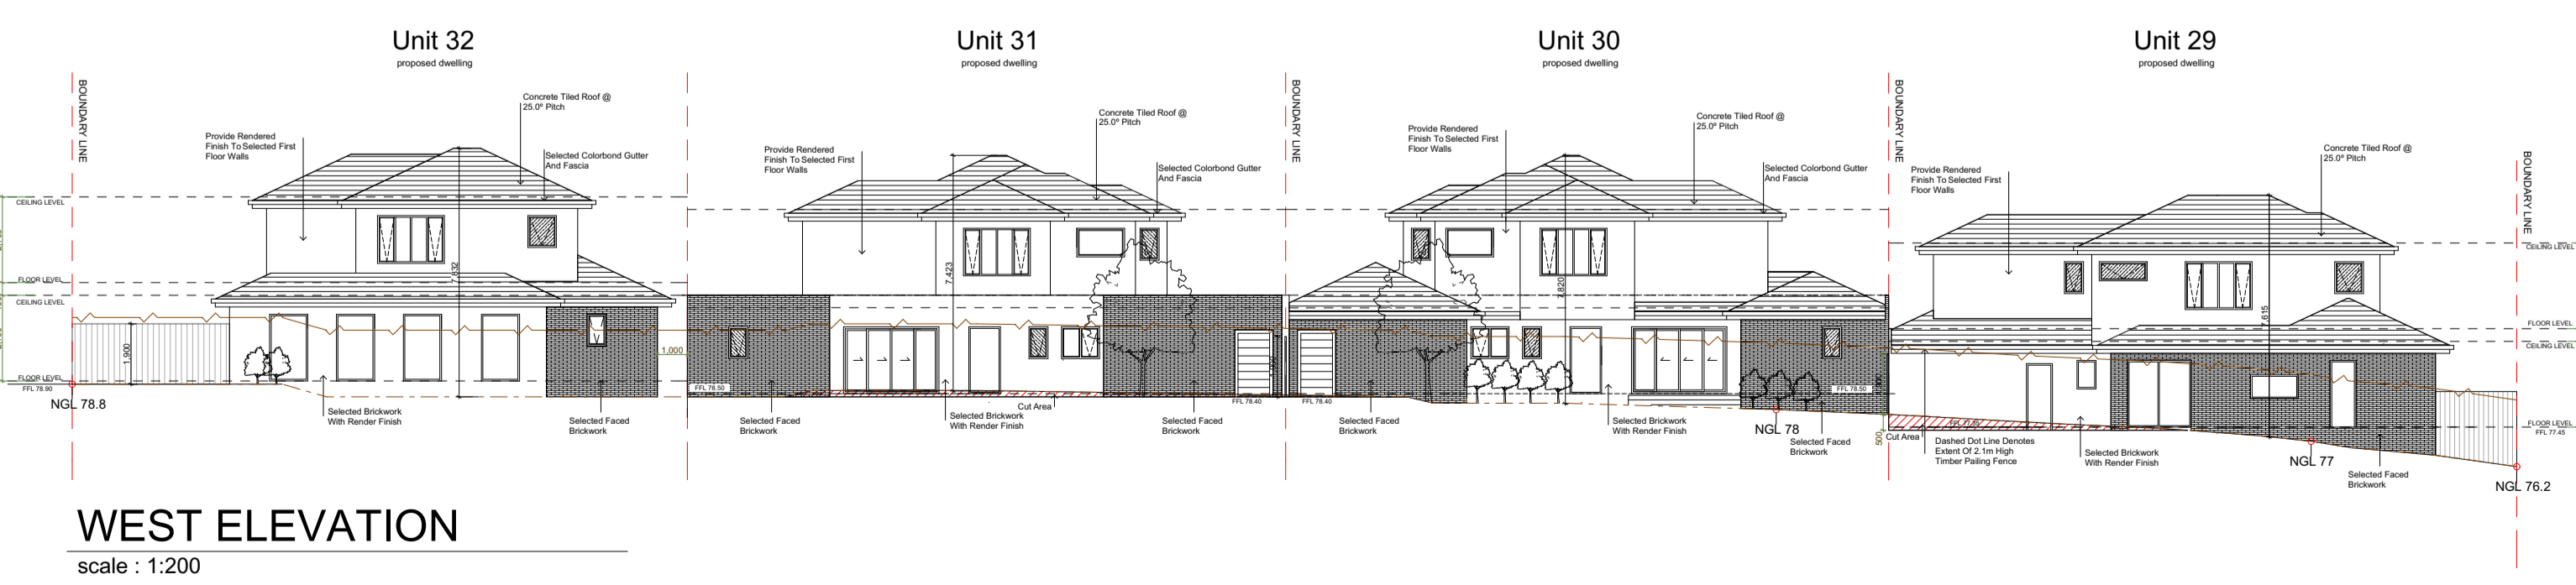 Unit 32
proposed dwelling
Unit 31
proposed dwelling
Unit 30
proposed dwelling
Unit 29
proposed dwelling
BOUNDARY LINE
Provide Rendered
Finish To Selected First
Floor Walls
Concrete Tiled Roof @
25.0º Pitch
Selected Colorbond Gutter
And Fascia
CEILING LEVEL
FLOOR LEVEL
CEILING LEVEL
FLOOR LEVEL
FFL 78.90
NGL 78.8
1,900
7,832
Selected Brickwork
With Render Finish
Selected Faced
Brickwork
1,000
Provide Rendered
Finish To Selected First
Floor Walls
Concrete Tiled Roof @
25.0º Pitch
Selected Colorbond Gutter
And Fascia
7,423
FFL 78.50
Selected Faced
Brickwork
Selected Brickwork
With Render Finish
Cut Area
Selected Faced
Brickwork
FFL 78.40
BOUNDARY LINE
FFL 78.40
Provide Rendered
Finish To Selected First
Floor Walls
Concrete Tiled Roof @
25.0º Pitch
Selected Colorbond Gutter
And Fascia
7,820
Selected Faced
Brickwork
Selected Brickwork
With Render Finish
FFL 78.50
NGL 78
Selected Faced
Brickwork
BOUNDARY LINE
500
Provide Rendered
Finish To Selected First
Floor Walls
Concrete Tiled Roof @
25.0º Pitch
7,615
Cut Area
Dashed Dot Line Denotes
Extent Of 2.1m High
Timber Pailing Fence
Selected Brickwork
With Render Finish
NGL 77
Selected Faced
Brickwork
BOUNDARY LINE
CEILING LEVEL
FLOOR LEVEL
CEILING LEVEL
FLOOR LEVEL
FFL 77.45
NGL 76.2
WEST ELEVATION
scale : 1:200